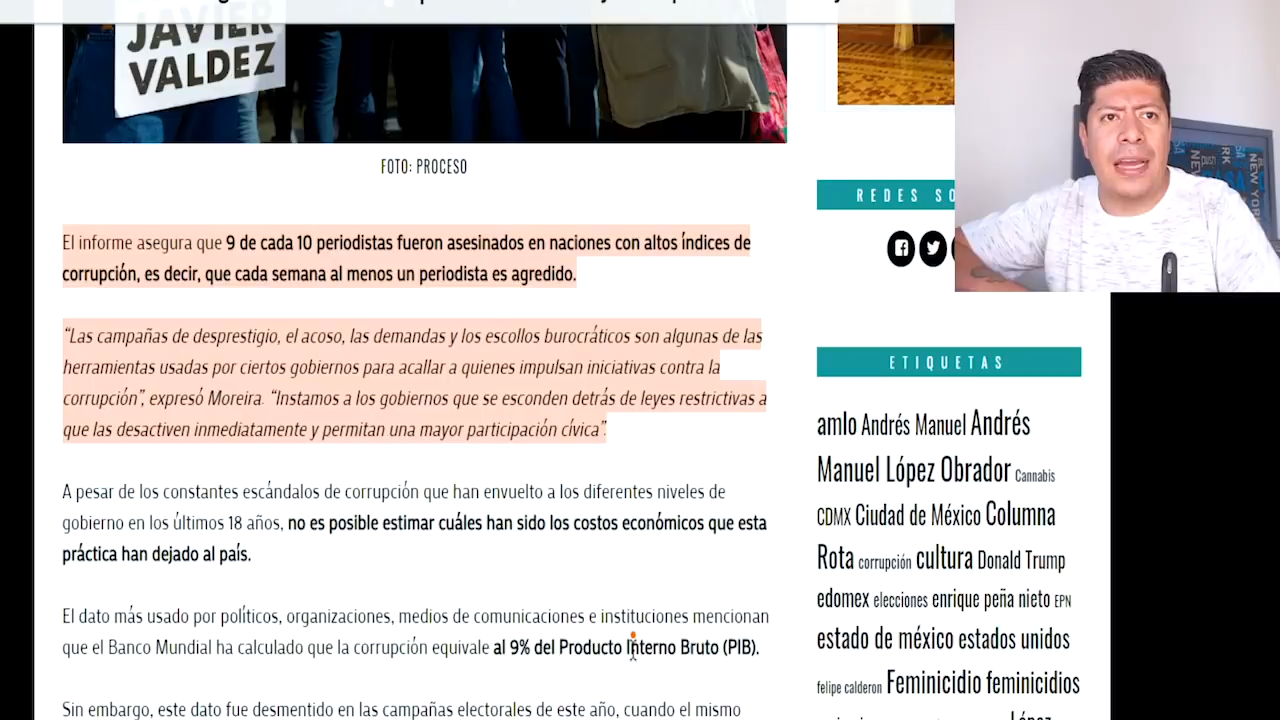 JAVIER
VALDEZ
FOTO: PROCESO
El informe asegura que 9 de cada 10 periodistas fueron asesinados en naciones con altos índices de
corrupción, es decir, que cada semana al menos un periodista es agredido.
“Las campañas de desprestigio, el acoso, las demandas y los escollos burocráticos son algunas de las
herramientas usadas por ciertos gobiernos para acallar a quienes impulsan iniciativas contra la
corrupción”, expresó Moreira. “Instamos a los gobiernos que se esconden detrás de leyes restrictivas a
que las desactiven inmediatamente y permitan una mayor participación cívica”.
A pesar de los constantes escándalos de corrupción que han envuelto a los diferentes niveles de
gobierno en los últimos 18 años, no es posible estimar cuáles han sido los costos económicos que esta
práctica han dejado al país.
El dato más usado por políticos, organizaciones, medios de comunicaciones e instituciones mencionan
que el Banco Mundial ha calculado que la corrupción equivale al 9% del Producto Interno Bruto (PIB).
Sin embargo, este dato fue desmentido en las campañas electorales de este año, cuando el mismo
REDES SO
ETIQUETAS
amlo Andrés Manuel Andrés
Manuel López Obrador Cannabis
CDMX Ciudad de México Columna
Rota corrupción cultura Donald Trump
edomex elecciones enrique peña nieto EPN
estado de méxico estados unidos
felipe calderon Feminicidio feminicidios
López
NEW YORK
push